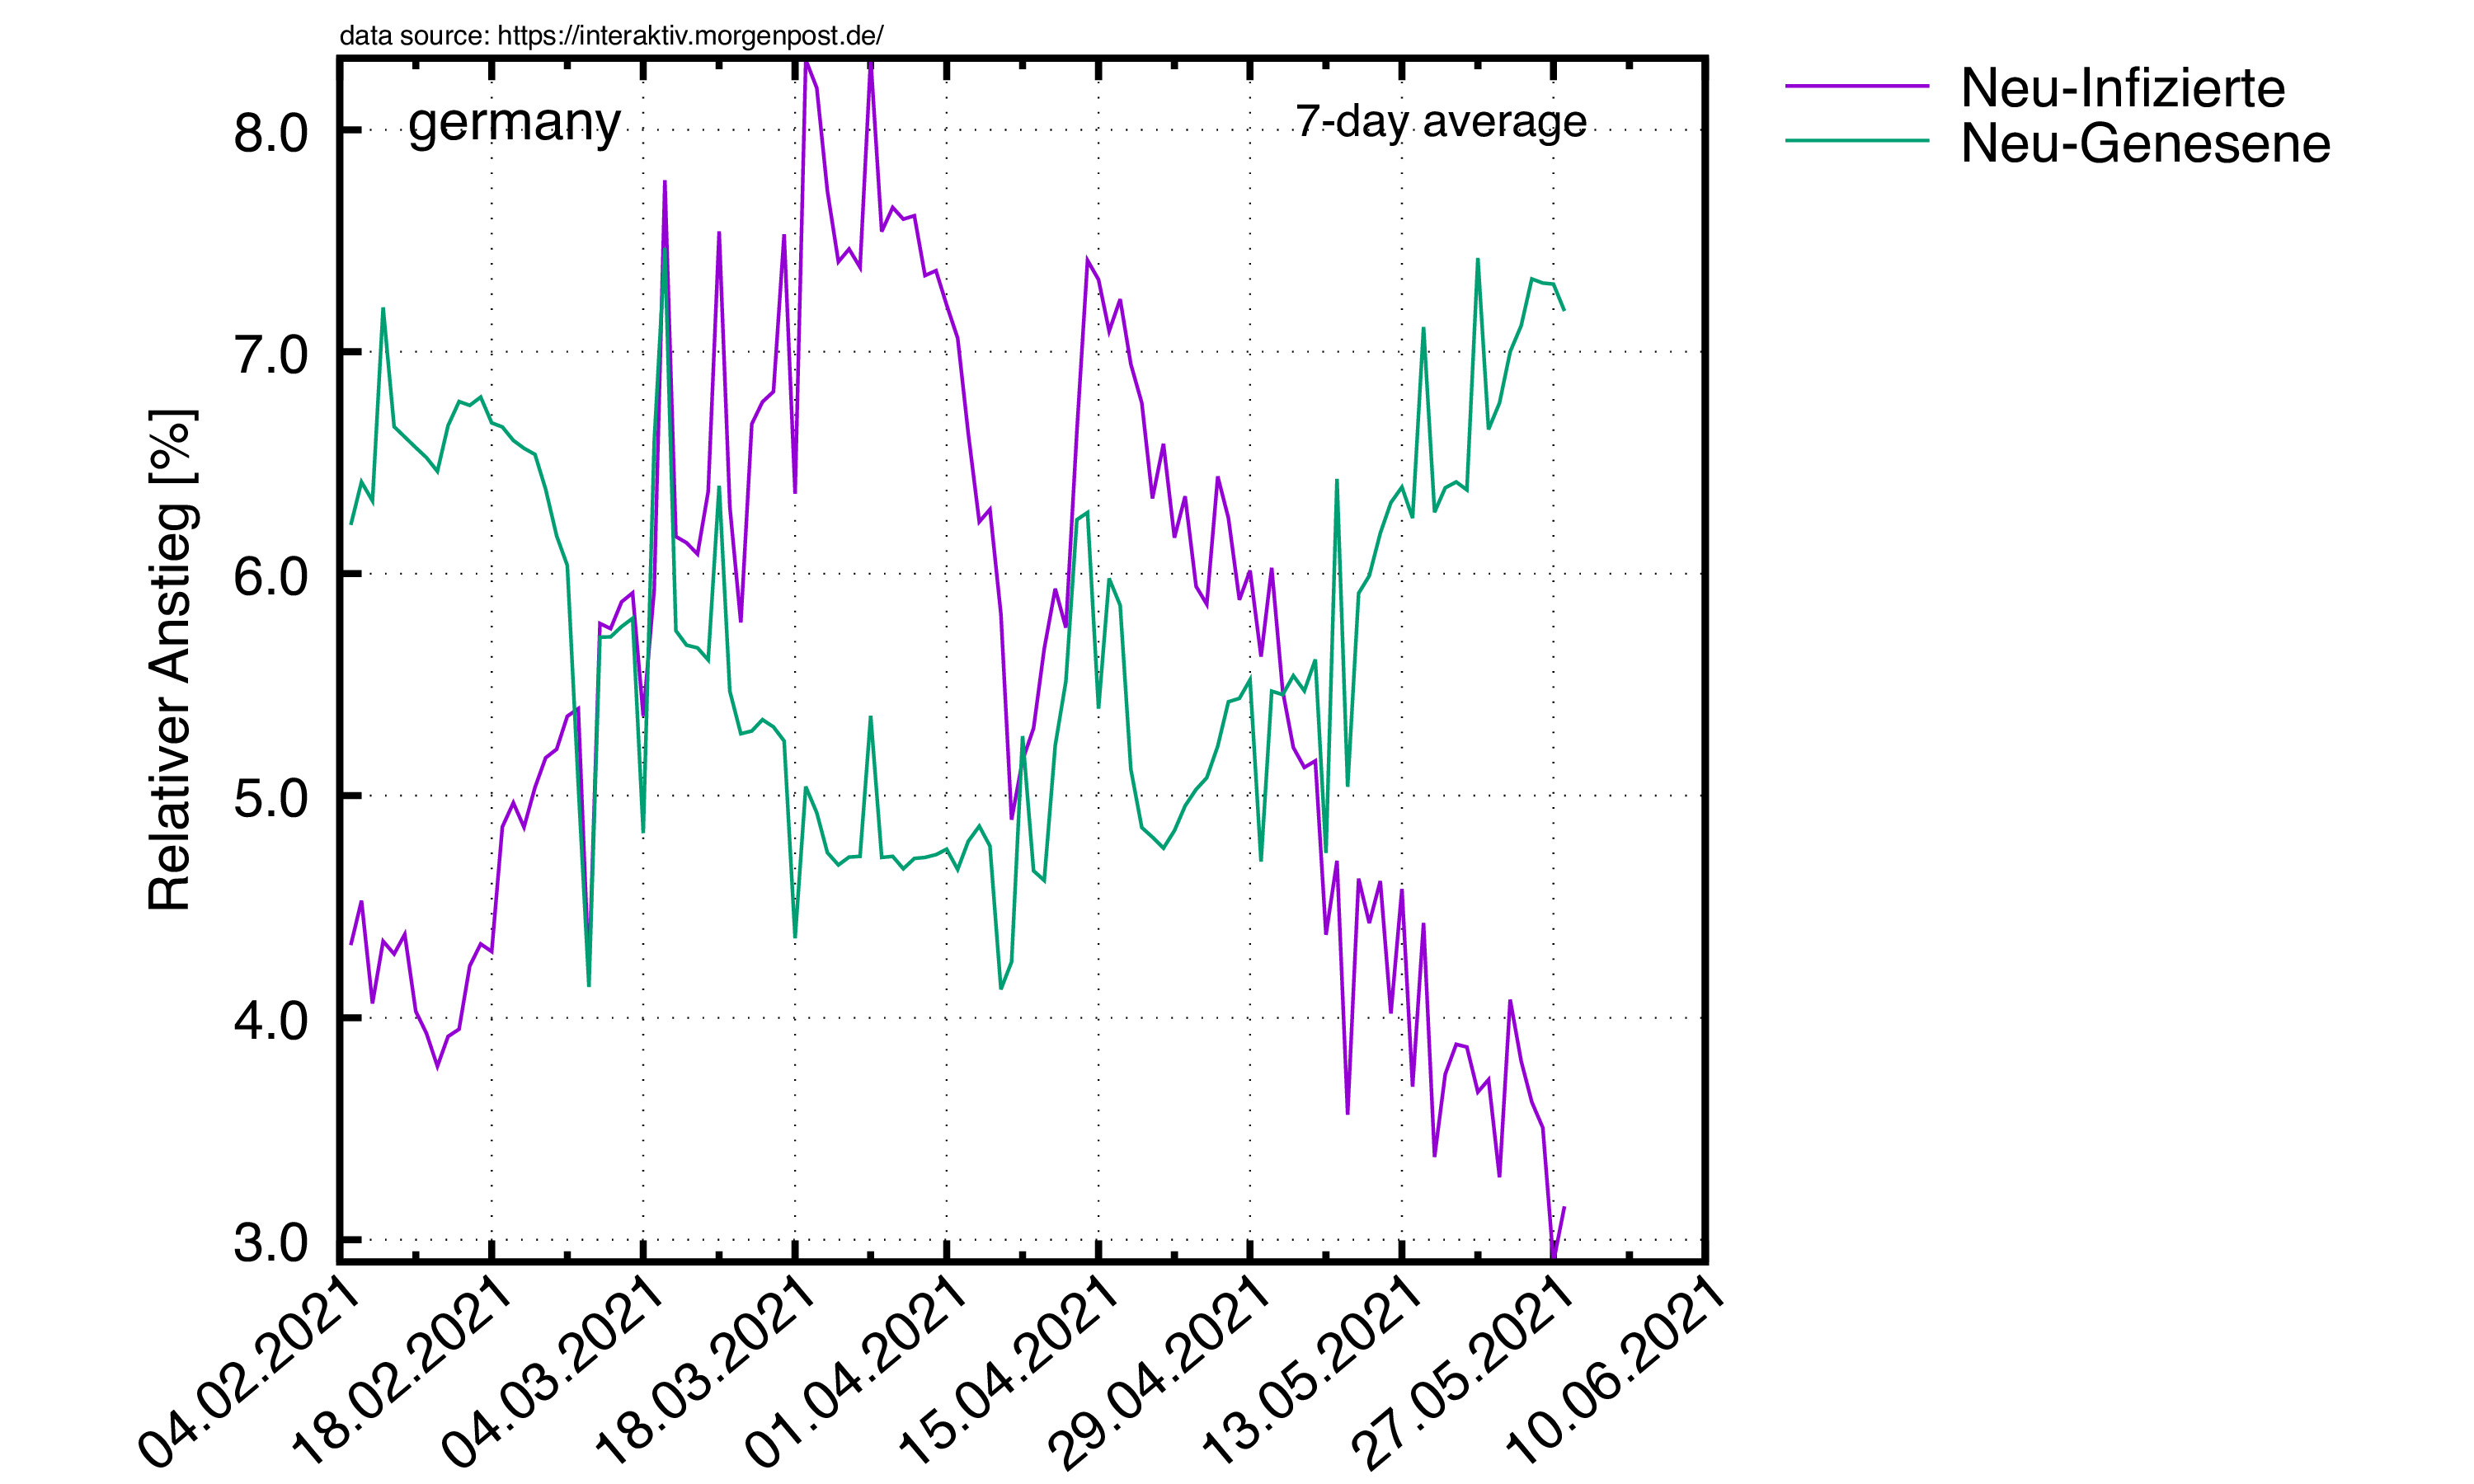 data source: https://interaktiv.morgenpost.de/
germany
7-day average
Neu-Infizierte
Neu-Genesene
Relativer Anstieg [%]
8.0
7.0
6.0
5.0
4.0
3.0
04.02.2021
18.02.2021
04.03.2021
18.03.2021
01.04.2021
15.04.2021
29.04.2021
13.05.2021
27.05.2021
10.06.2021